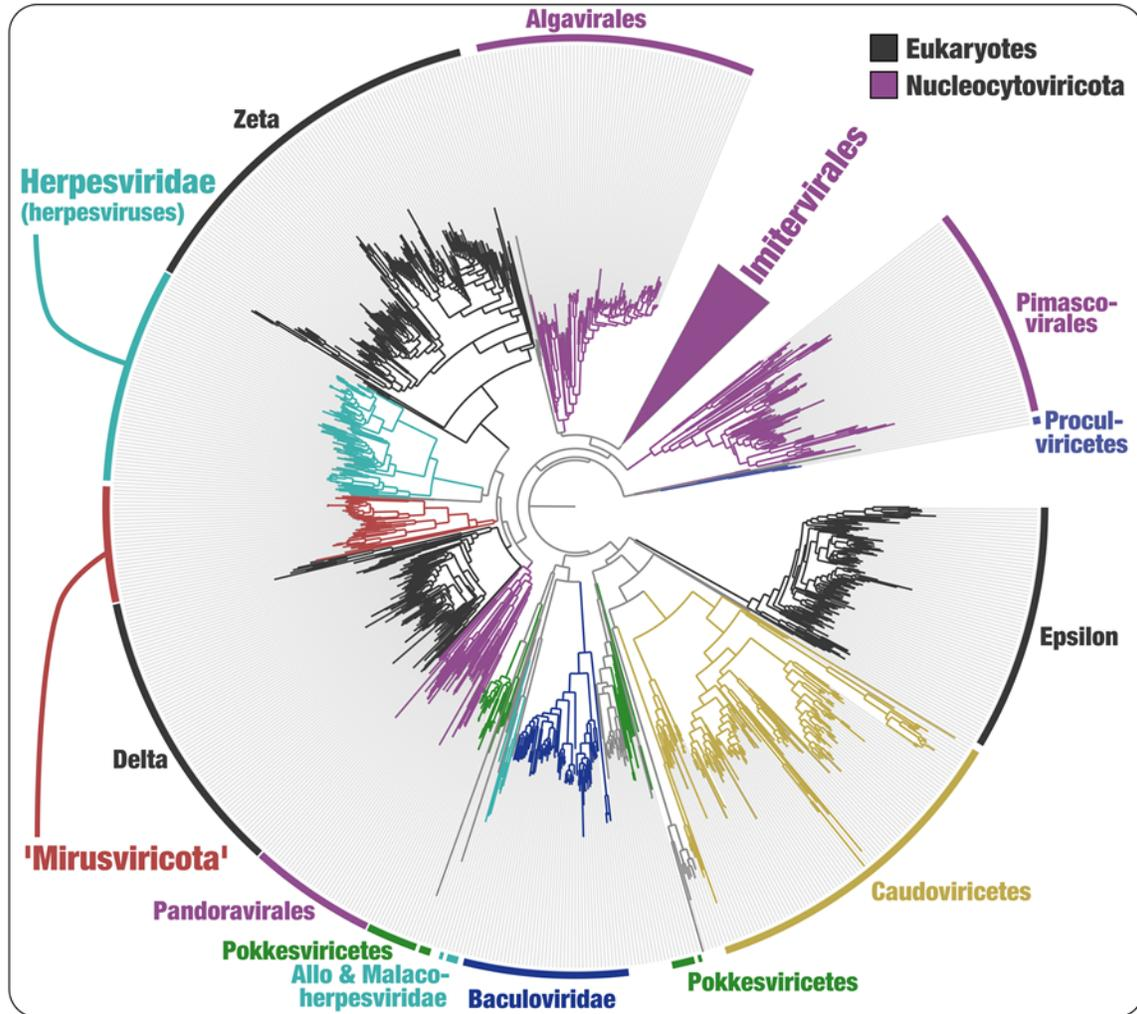 Algavirales
Eukaryotes
Nucleocytoviricota
Zeta
Imitervirales
Herpesviridae
(herpesviruses)
Pimasco-
virales
Procul-
viricetes
Epsilon
Delta
'Mirusviricota'
Caudoviricetes
Pandoravirales
Pokkesviricetes
Allo & Malaco-
herpesviridae
Baculoviridae
Pokkesviricetes